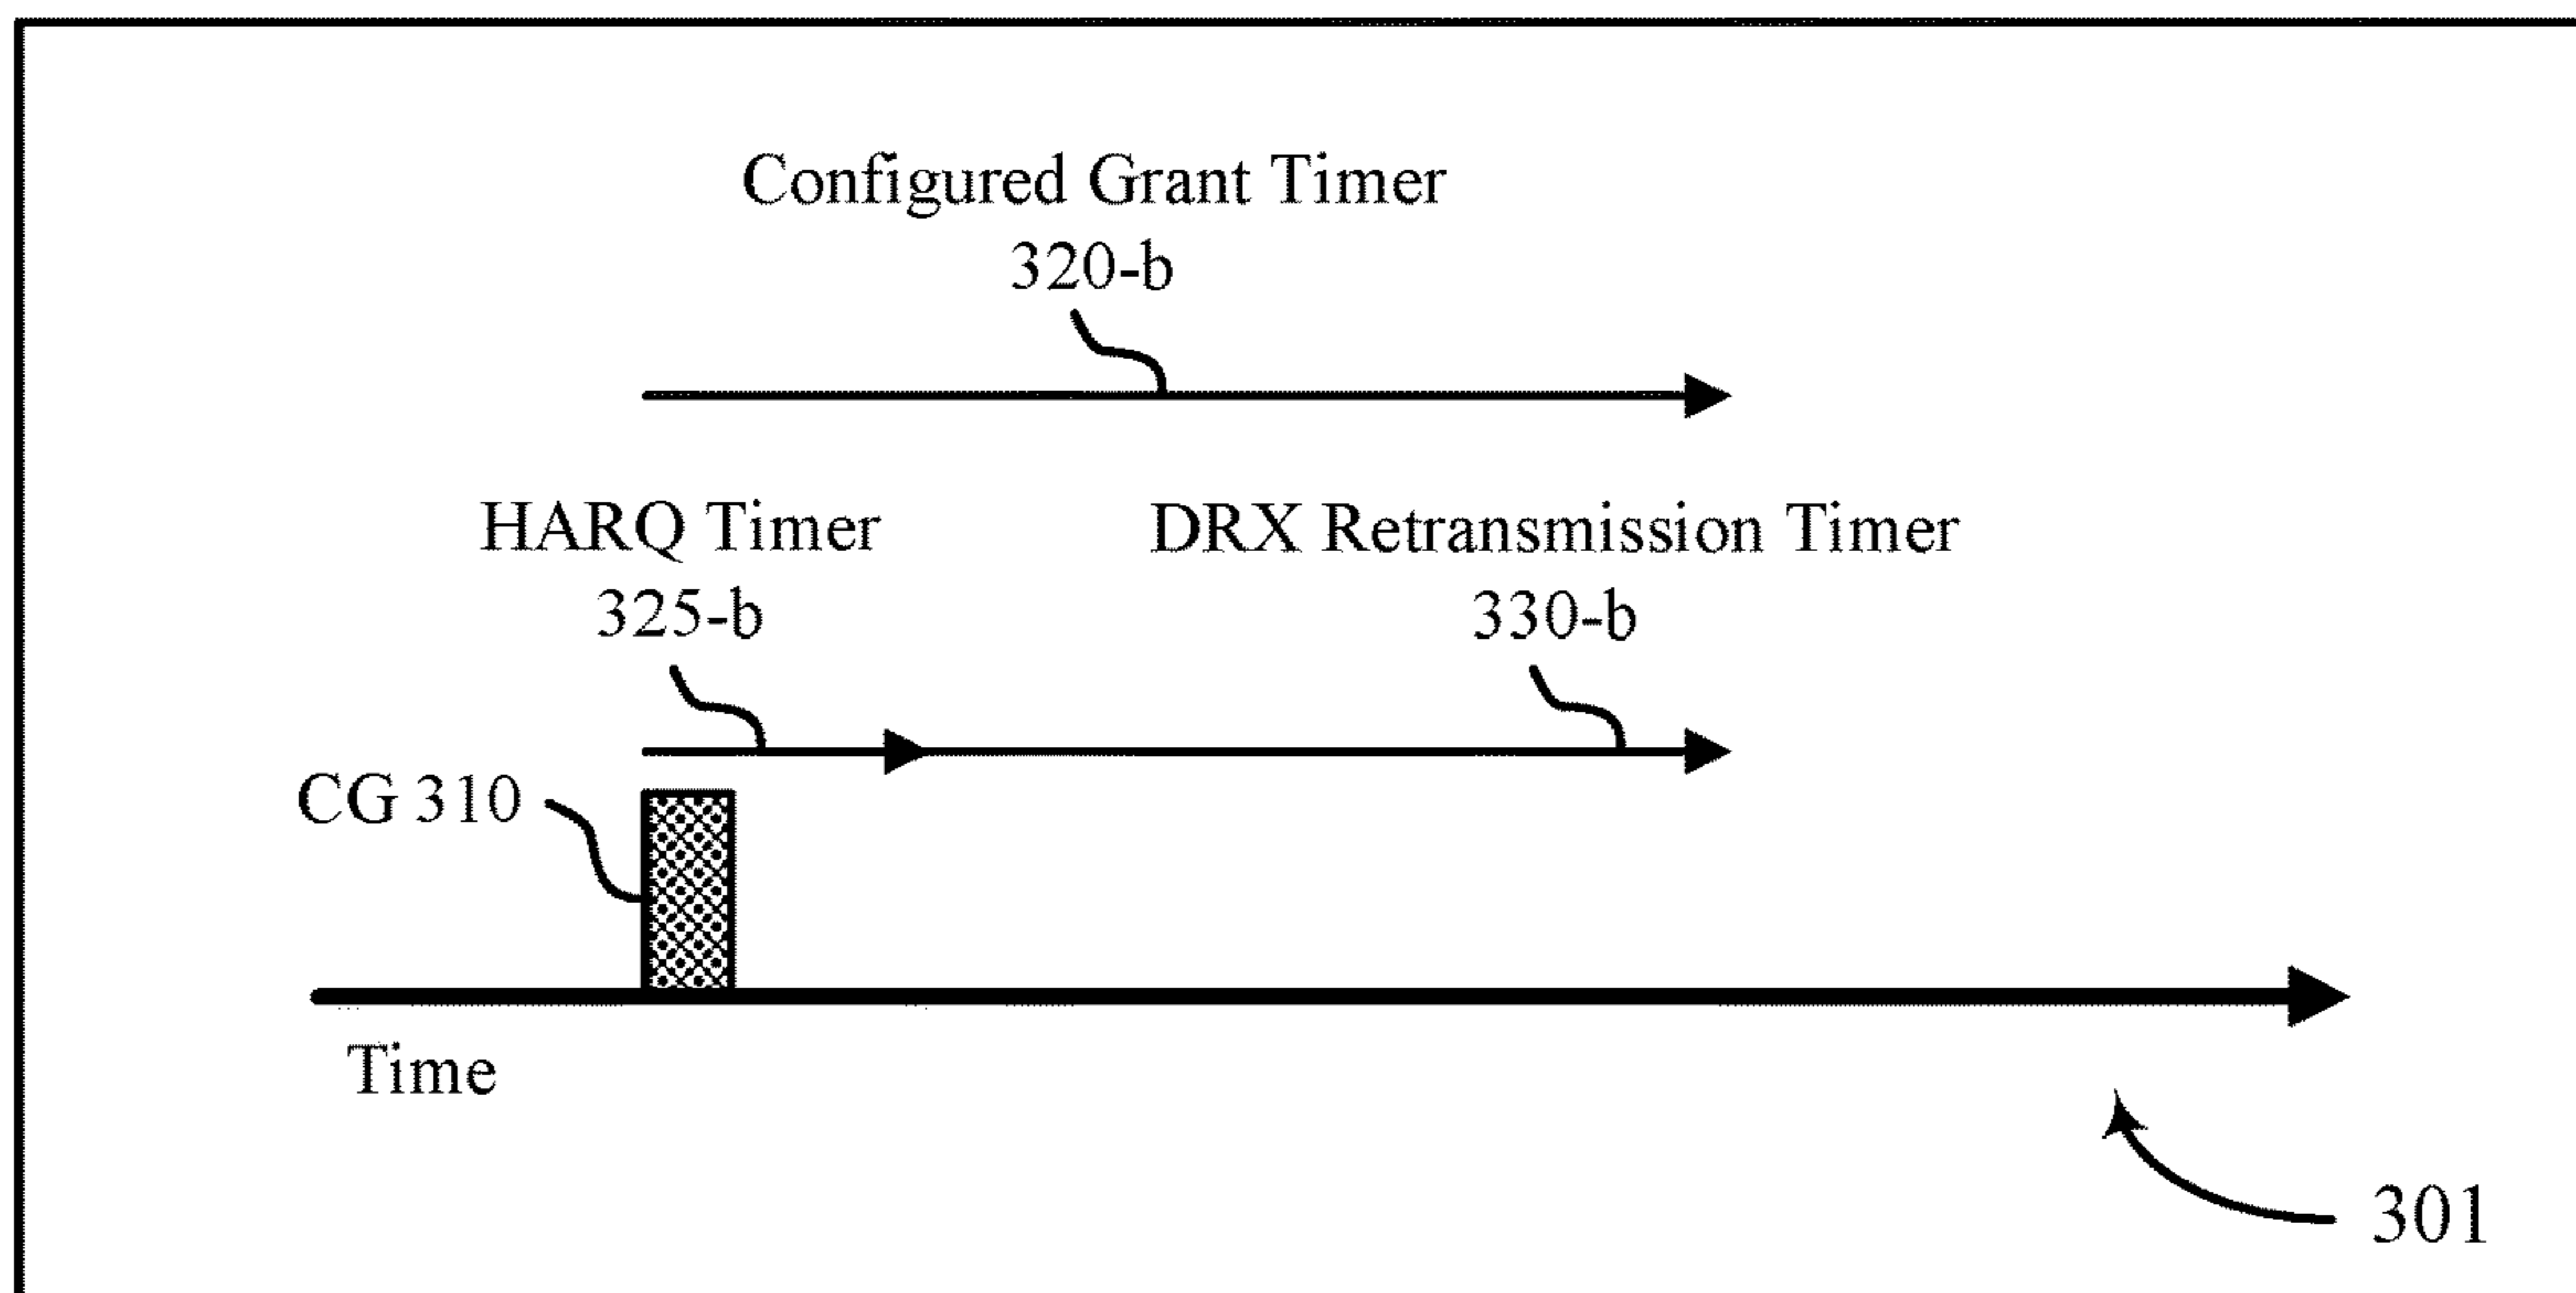 Configured Grant Timer
320-b
HARQ Timer
325-b
DRX Retransmission Timer
330-b
CG 310
Time
301